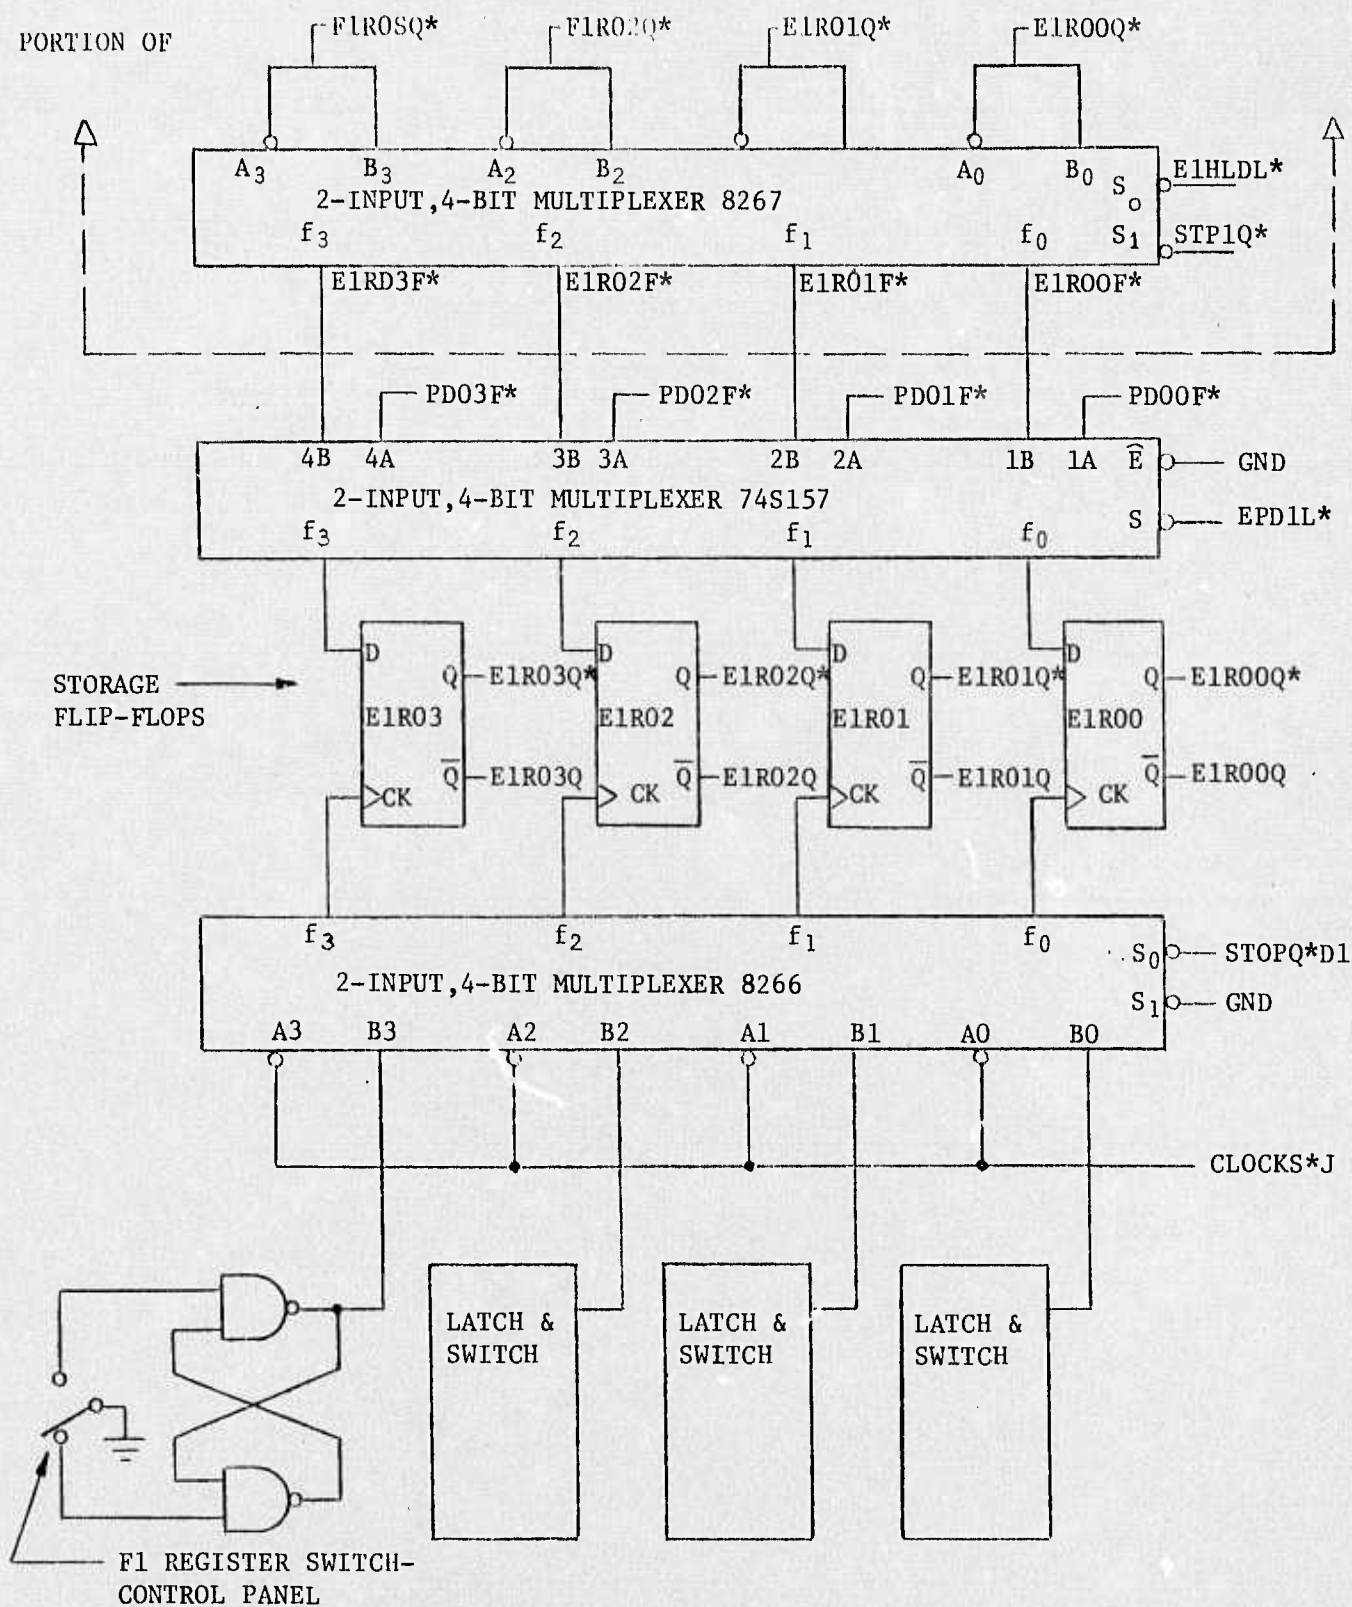 PORTION OF
F1R0SQ* F1R02Q* E1R01Q* E1R00Q*
A3 B3 A2 B2 A0 B0 So E1HLDL*
2-INPUT,4-BIT MULTIPLEXER 8267
f3 f2 f1 f0 S1 STP1Q*
E1RD3F* E1R02F* E1R01F* E1R00F*
PD03F* PD02F* PD01F* PD00F*
4B 4A 3B 3A 2B 2A 1B 1A Ê GND
2-INPUT,4-BIT MULTIPLEXER 74S157
f3 f2 f1 f0 S EPD1L*
D D D D
Q E1R03Q* Q E1R02Q* Q E1R01Q* Q E1R00Q*
STORAGE
FLIP-FLOPS
E1R03 E1R02 E1R01 E1R00
Q̅ E1R03Q Q̅ E1R02Q Q̅ E1R01Q Q̅ E1R00Q
CK CK CK CK
f3 f2 f1 f0
S0 STOPQ*D1
2-INPUT,4-BIT MULTIPLEXER 8266
S1 GND
A3 B3 A2 B2 A1 B1 A0 B0
CLOCKS*J
LATCH &
SWITCH
LATCH &
SWITCH
LATCH &
SWITCH
F1 REGISTER SWITCH-
CONTROL PANEL